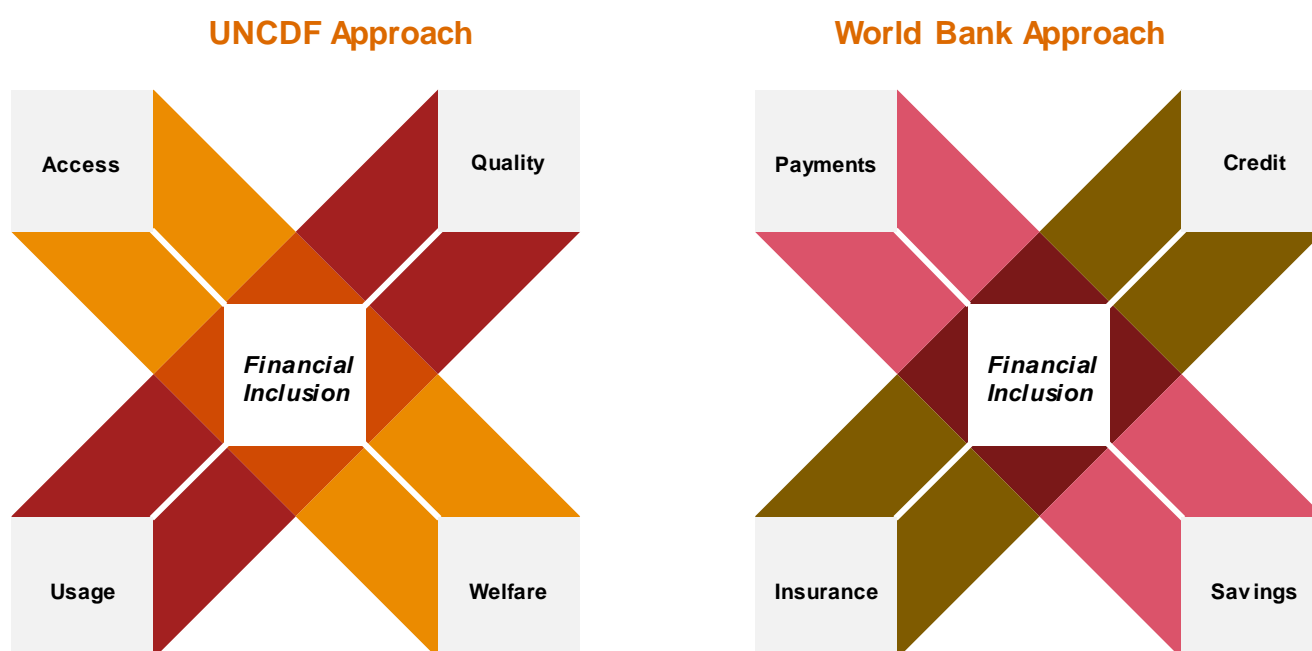 UNCDF Approach
World Bank Approach
Access
Quality
Payments
Credit
Financial
Inclusion
Financial
Inclusion
Usage
Welfare
Insurance
Savings